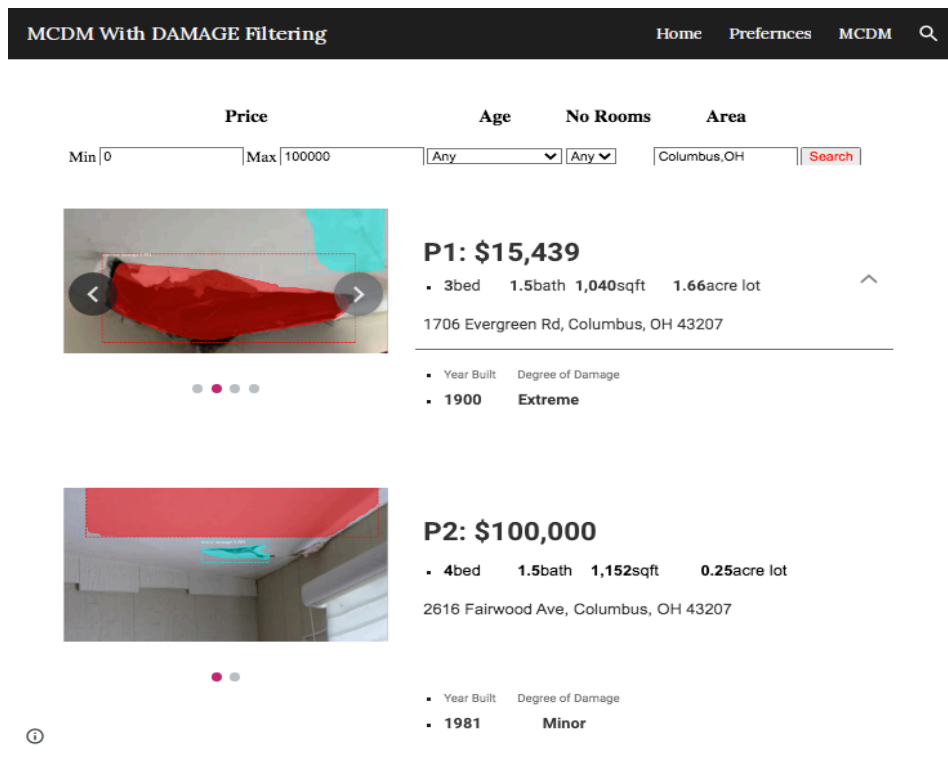 MCDM With DAMAGE Filtering Home Prefernces MCDM
Price Age No Rooms Area
Min 0 Max 100000 Any Any Columbus,OH Search
P1: $15,439
3bed 1.5bath 1,040sqft 1.66acre lot
1706 Evergreen Rd, Columbus, OH 43207
Year Built Degree of Damage
1900 Extreme
P2: $100,000
4bed 1.5bath 1,152sqft 0.25acre lot
2616 Fairwood Ave, Columbus, OH 43207
Year Built Degree of Damage
1981 Minor